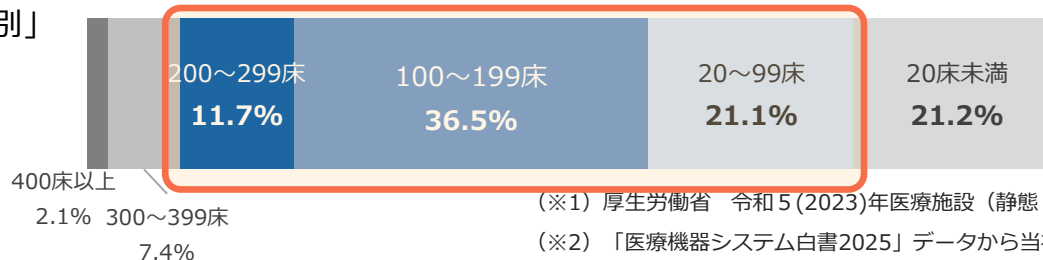 別」
200～299床
11.7%
100～199床
36.5%
20～99床
21.1%
20床未満
21.2%
400床以上
2.1%
300～399床
7.4%
（※1）厚生労働省　令和５(2023)年医療施設（静態
（※2）「医療機器システム白書2025」データから当